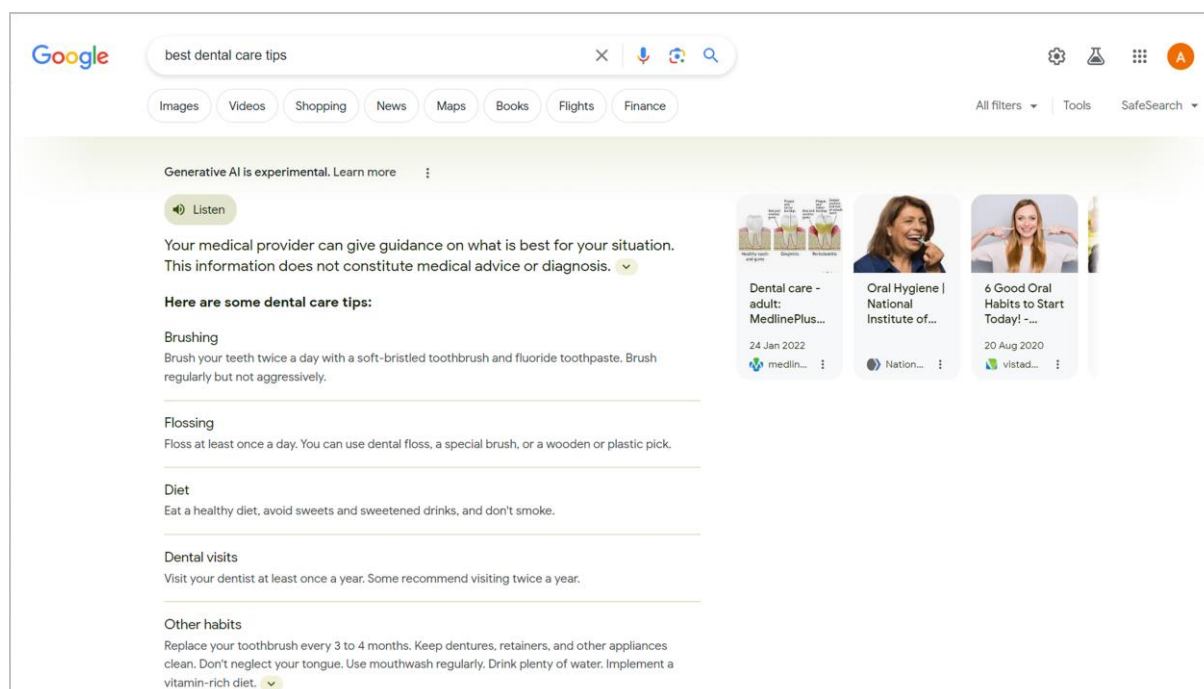 Google
best dental care tips
A
Images
Videos
Shopping
News
Maps
Books
Flights
Finance
All filters
Tools
SafeSearch
Generative AI is experimental. Learn more
Listen
Your medical provider can give guidance on what is best for your situation.
This information does not constitute medical advice or diagnosis.
Here are some dental care tips:
Brushing
Brush your teeth twice a day with a soft-bristled toothbrush and fluoride toothpaste. Brush
regularly but not aggressively.
Flossing
Floss at least once a day. You can use dental floss, a special brush, or a wooden or plastic pick.
Diet
Eat a healthy diet, avoid sweets and sweetened drinks, and don't smoke.
Dental visits
Visit your dentist at least once a year. Some recommend visiting twice a year.
Other habits
Replace your toothbrush every 3 to 4 months. Keep dentures, retainers, and other appliances
clean. Don't neglect your tongue. Use mouthwash regularly. Drink plenty of water. Implement a
vitamin-rich diet.
Dental care -
adult:
MedlinePlus...
24 Jan 2022
medlin...
Oral Hygiene |
National
Institute of...
Nation...
6 Good Oral
Habits to Start
Today! -...
20 Aug 2020
vistad...